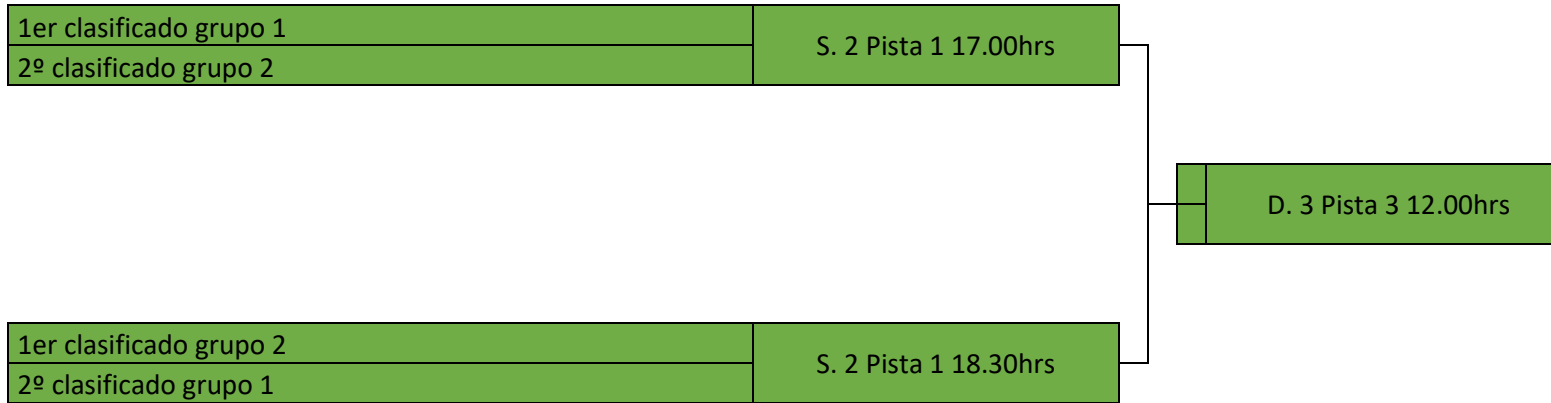 1er clasificado grupo 1
2º clasificado grupo 2
S. 2 Pista 1 17.00hrs
D. 3 Pista 3 12.00hrs
1er clasificado grupo 2
2º clasificado grupo 1
S. 2 Pista 1 18.30hrs